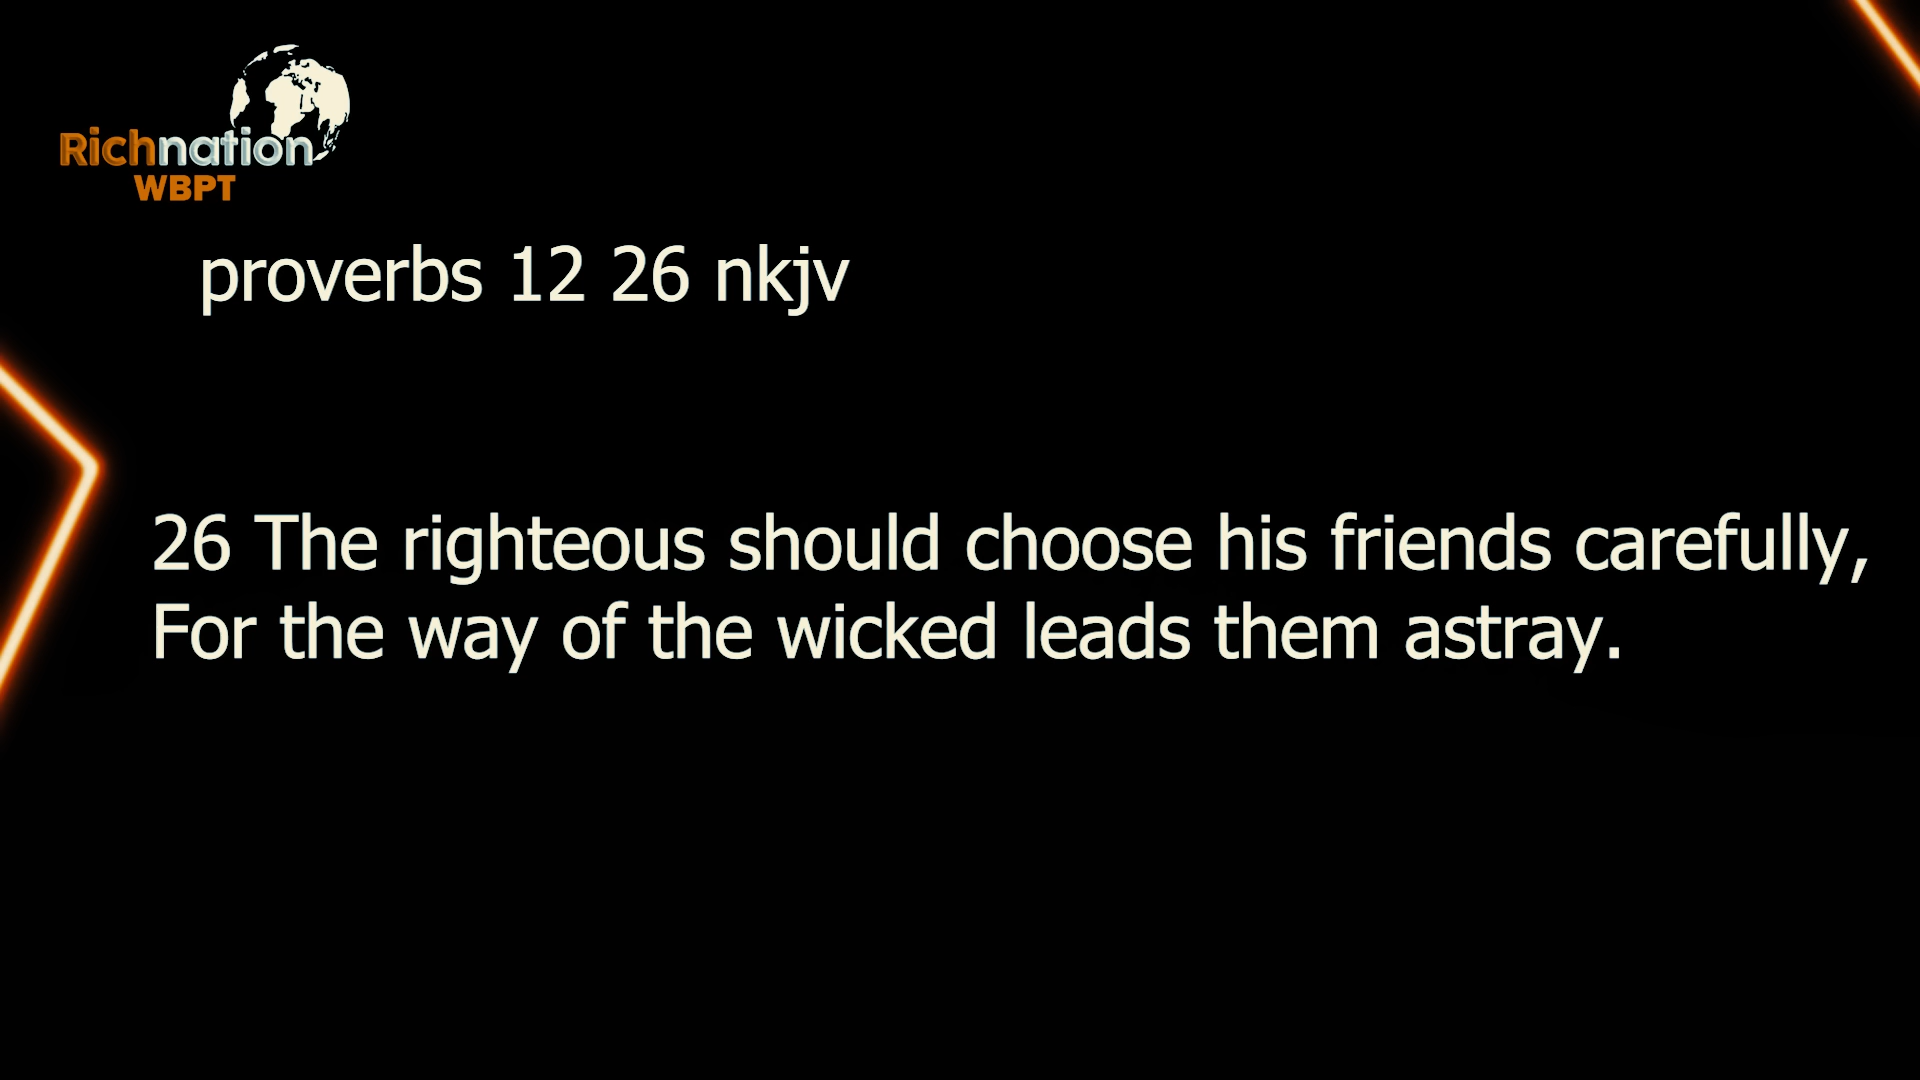 Richnation
WBPT
proverbs 12 26 nkjv
26 The righteous should choose his friends carefully,
For the way of the wicked leads them astray.